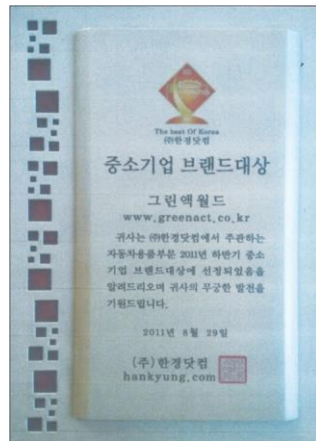 The best Of Korea
㈜한경닷컴
중소기업 브랜드대상
그린액월드
www.greenact.co.kr
귀사는 ㈜한경닷컴에서 주관하는
자동차용품부문 2011년 하반기 중소
기업 브랜드대상에 선정되었음을
알려드리오며 귀사의 무궁한 발전을
기원드립니다.
2011년 8월 29일
(주)한경닷컴
hankyung.com